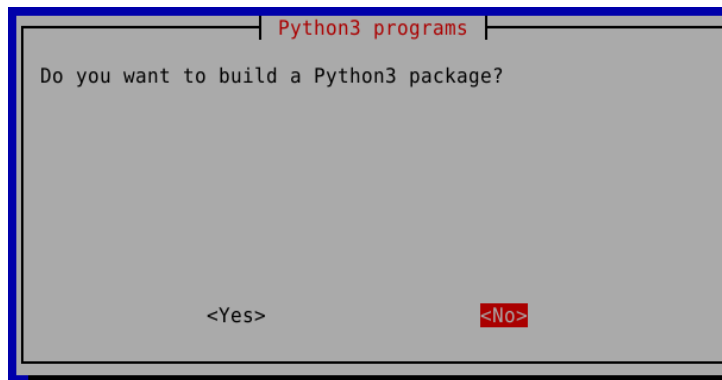 Python3 programs
Do you want to build a Python3 package?
<Yes> <No>